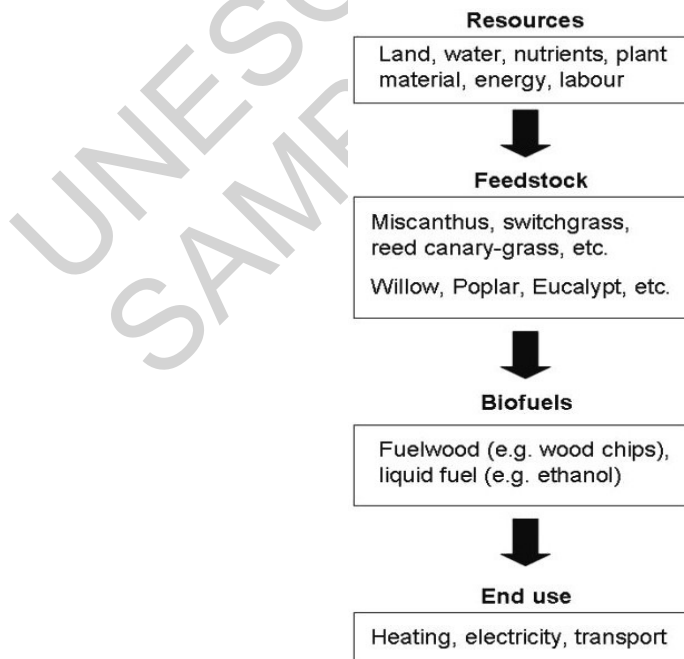 Resources
Land, water, nutrients, plant
material, energy, labour
Feedstock
Miscanthus, switchgrass,
reed canary-grass, etc.
Willow, Poplar, Eucalypt, etc.
Biofuels
Fuelwood (e.g. wood chips),
liquid fuel (e.g. ethanol)
End use
Heating, electricity, transport